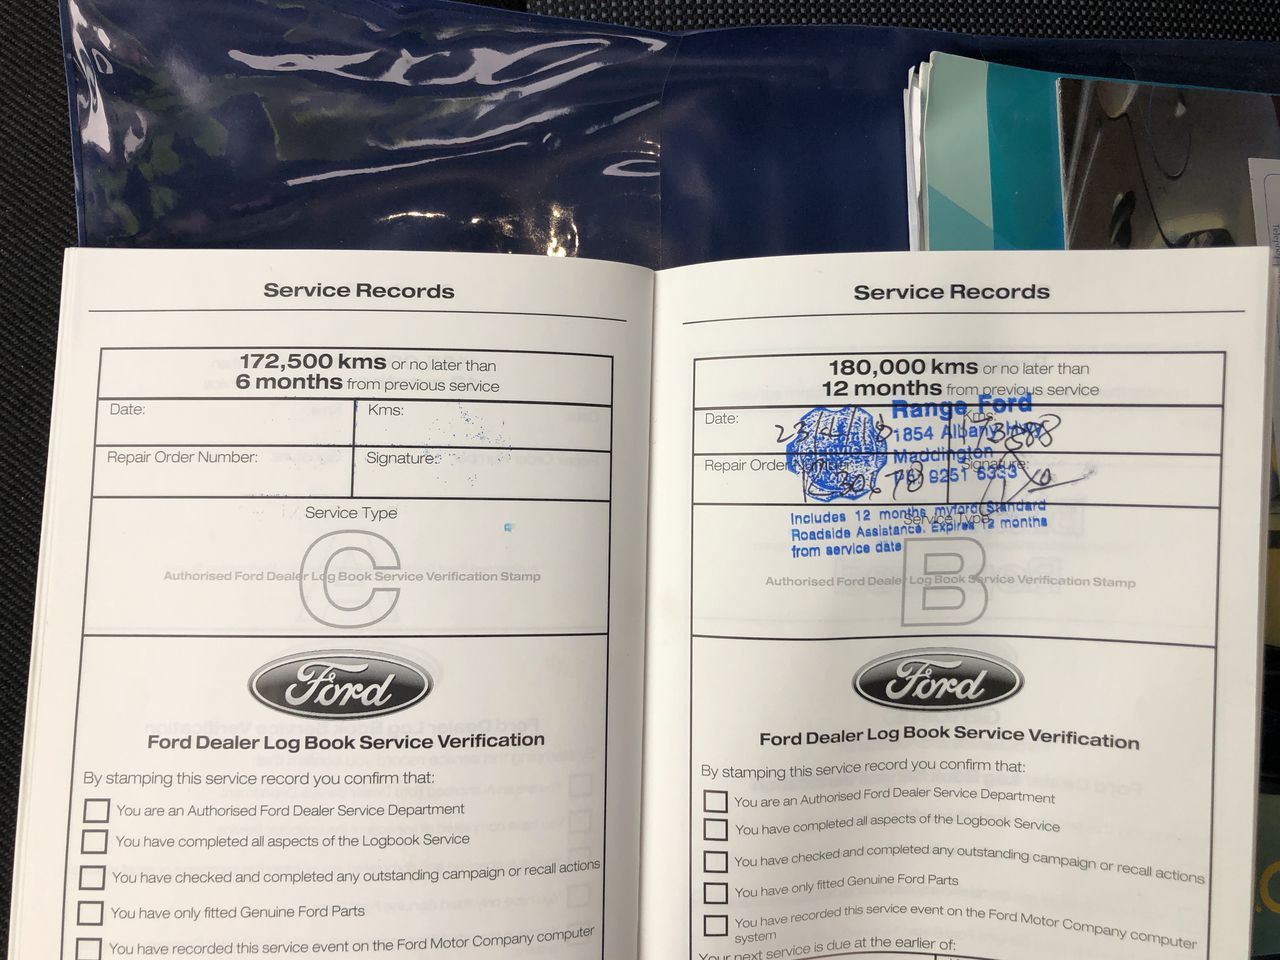 Service Records
172,500 kms or no later than
6 months from previous service
Date:
Kms:
Repair Order Number:
Signature:
Service Type
C
Authorised Ford Dealer Log Book Service Verification Stamp
Ford
Ford Dealer Log Book Service Verification
By stamping this service record you confirm that:
You are an Authorised Ford Dealer Service Department
You have completed all aspects of the Logbook Service
You have checked and completed any outstanding campaign or recall actions
You have only fitted Genuine Ford Parts
You have recorded this service event on the Ford Motor Company computer
Service Records
180,000 kms or no later than
12 months from previous service
Range Ford
Date:
Kms:
1854 Albany
Maddington
Repair Order Number:
Signature:
9251 5333
Includes 12 months myford Standard
Service Type
Roadside Assistance. Expires 12 months
from service date
B
Authorised Ford Dealer Log Book Service Verification Stamp
Ford
Ford Dealer Log Book Service Verification
By stamping this service record you confirm that:
You are an Authorised Ford Dealer Service Department
You have completed all aspects of the Logbook Service
You have checked and completed any outstanding campaign or recall actions
You have only fitted Genuine Ford Parts
You have recorded this service event on the Ford Motor Company computer
system
Your next service is due at the earlier of: